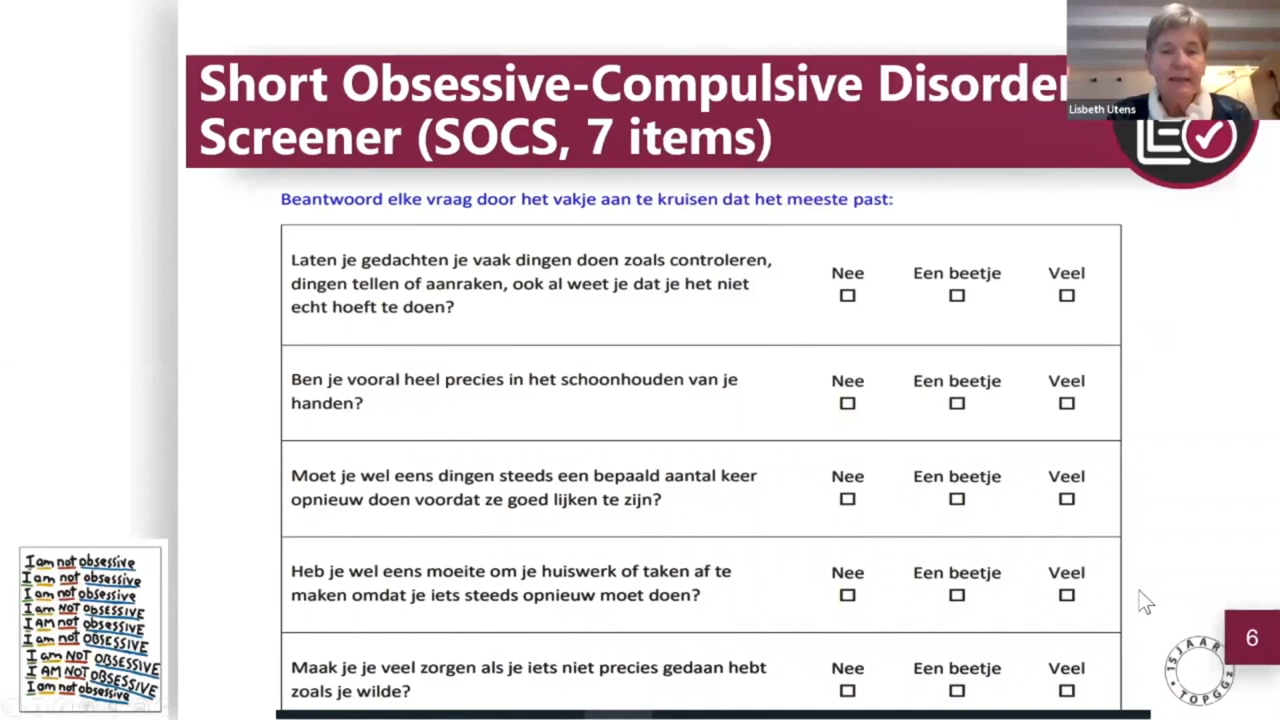 Short Obsessive-Compulsive Disorder
Screener (SOCS, 7 items)
Lisbeth Utens
Beantwoord elke vraag door het vakje aan te kruisen dat het meeste past:
Laten je gedachten je vaak dingen doen zoals controleren,
dingen tellen of aanraken, ook al weet je dat je het niet
echt hoeft te doen?
Nee Een beetje Veel
Ben je vooral heel precies in het schoonhouden van je
handen?
Nee Een beetje Veel
Moet je wel eens dingen steeds een bepaald aantal keer
opnieuw doen voordat ze goed lijken te zijn?
Nee Een beetje Veel
Heb je wel eens moeite om je huiswerk of taken af te
maken omdat je iets steeds opnieuw moet doen?
Nee Een beetje Veel
Maak je je veel zorgen als je iets niet precies gedaan hebt
zoals je wilde?
Nee Een beetje Veel
I am not obsessive
I am not obsessive
I am not obsessive
I am NOT OBSESSIVE
I AM not obsessive
I am not OBSESSIVE
I am NOT OBSESSIVE
I AM NOT OBSESSIVE
I am not obsessive
6
15 JAAR
TOPGGz